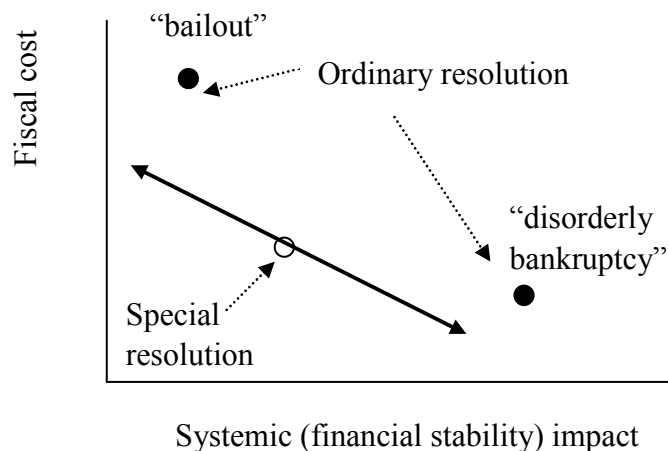 “bailout”
Ordinary resolution
Fiscal cost
“disorderly
bankruptcy”
Special
resolution
Systemic (financial stability) impact